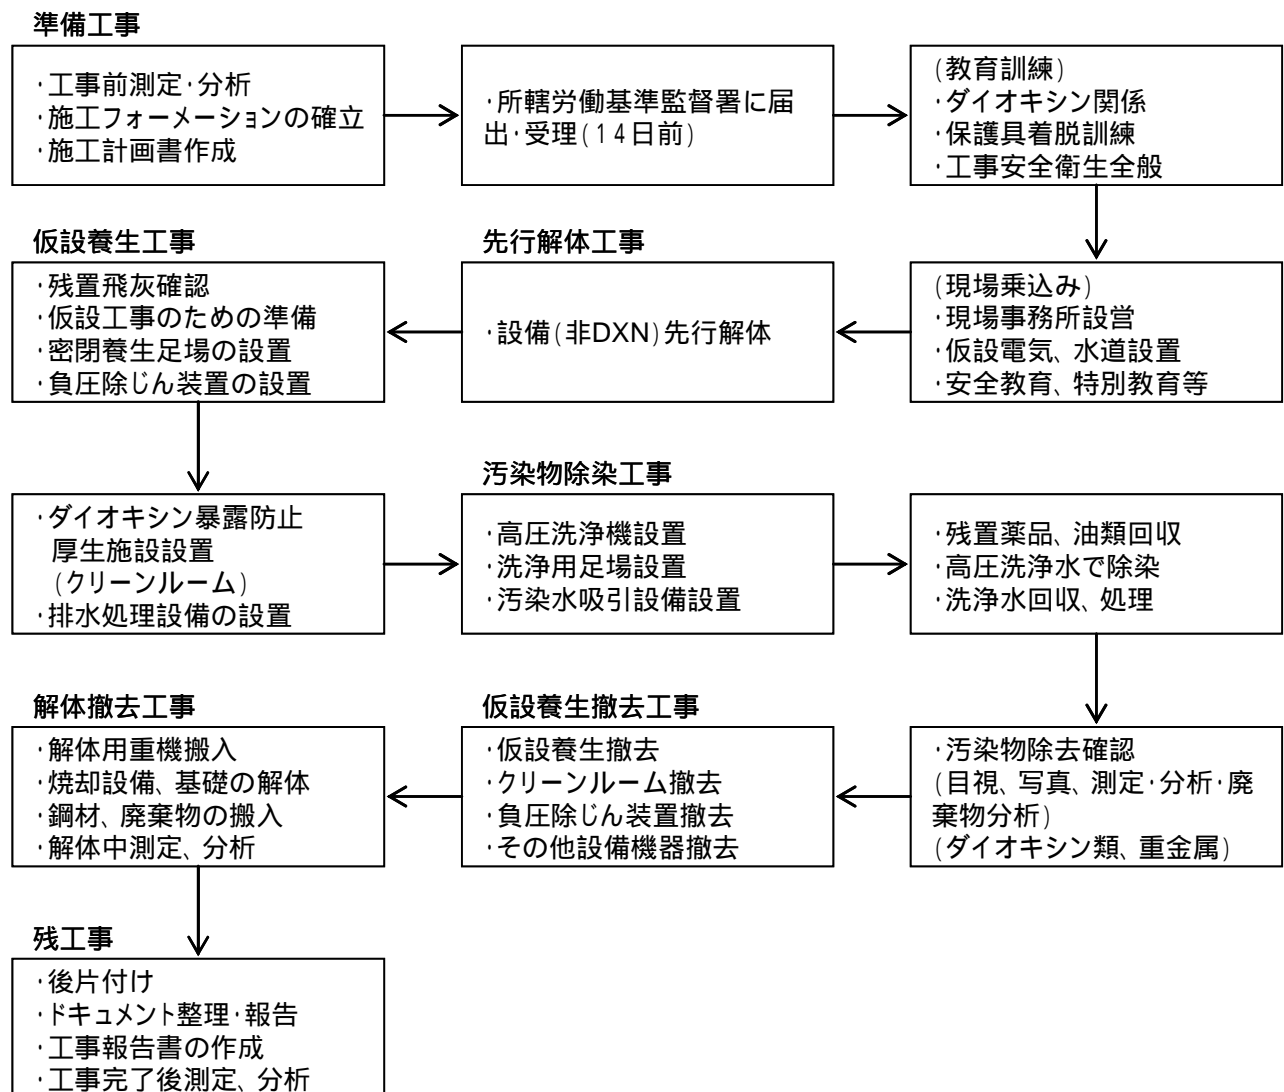 準備工事
･工事前測定･分析
･施工フォーメーションの確立
･施工計画書作成
･所轄労働基準監督署に届
出･受理(14日前)
(教育訓練)
･ダイオキシン関係
･保護具着脱訓練
･工事安全衛生全般
(現場乗込み)
･現場事務所設営
･仮設電気、水道設置
･安全教育、特別教育等
先行解体工事
･設備(非DXN)先行解体
仮設養生工事
･残置飛灰確認
･仮設工事のための準備
･密閉養生足場の設置
･負圧除じん装置の設置
･ダイオキシン暴露防止
厚生施設設置
(クリーンルーム)
･排水処理設備の設置
汚染物除染工事
･高圧洗浄機設置
･洗浄用足場設置
･汚染水吸引設備設置
･残置薬品、油類回収
･高圧洗浄水で除染
･洗浄水回収、処理
･汚染物除去確認
(目視、写真、測定･分析･廃
棄物分析)
(ダイオキシン類、重金属)
仮設養生撤去工事
･仮設養生撤去
･クリーンルーム撤去
･負圧除じん装置撤去
･その他設備機器撤去
解体撤去工事
･解体用重機搬入
･焼却設備、基礎の解体
･鋼材、廃棄物の搬入
･解体中測定、分析
残工事
･後片付け
･ドキュメント整理･報告
･工事報告書の作成
･工事完了後測定、分析